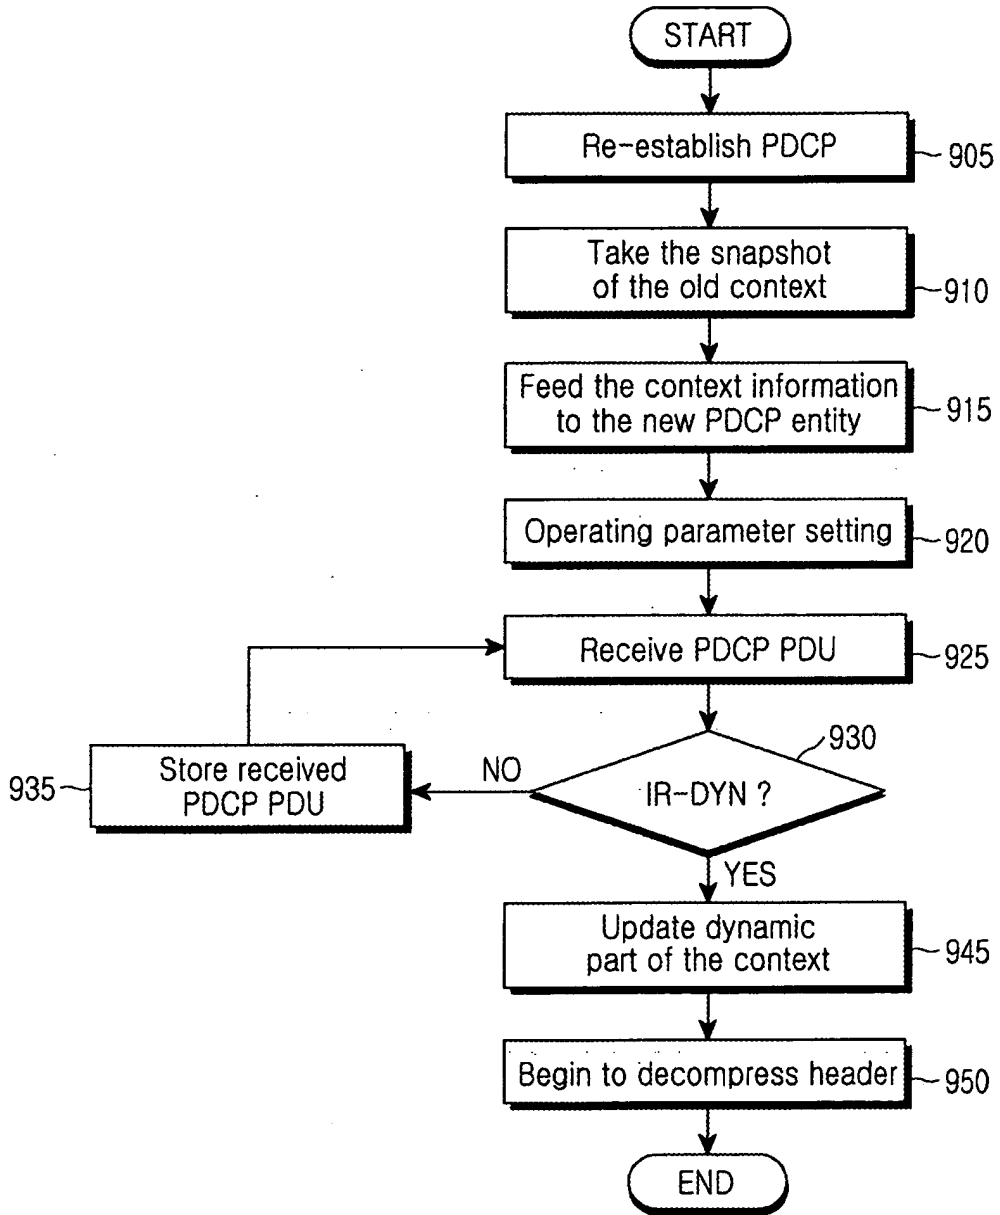 START
Re-establish PDCP
905
Take the snapshot
of the old context
910
Feed the context information
to the new PDCP entity
915
Operating parameter setting
920
Receive PDCP PDU
925
930
IR-DYN ?
NO
935
Store received
PDCP PDU
YES
Update dynamic
part of the context
945
Begin to decompress header
950
END